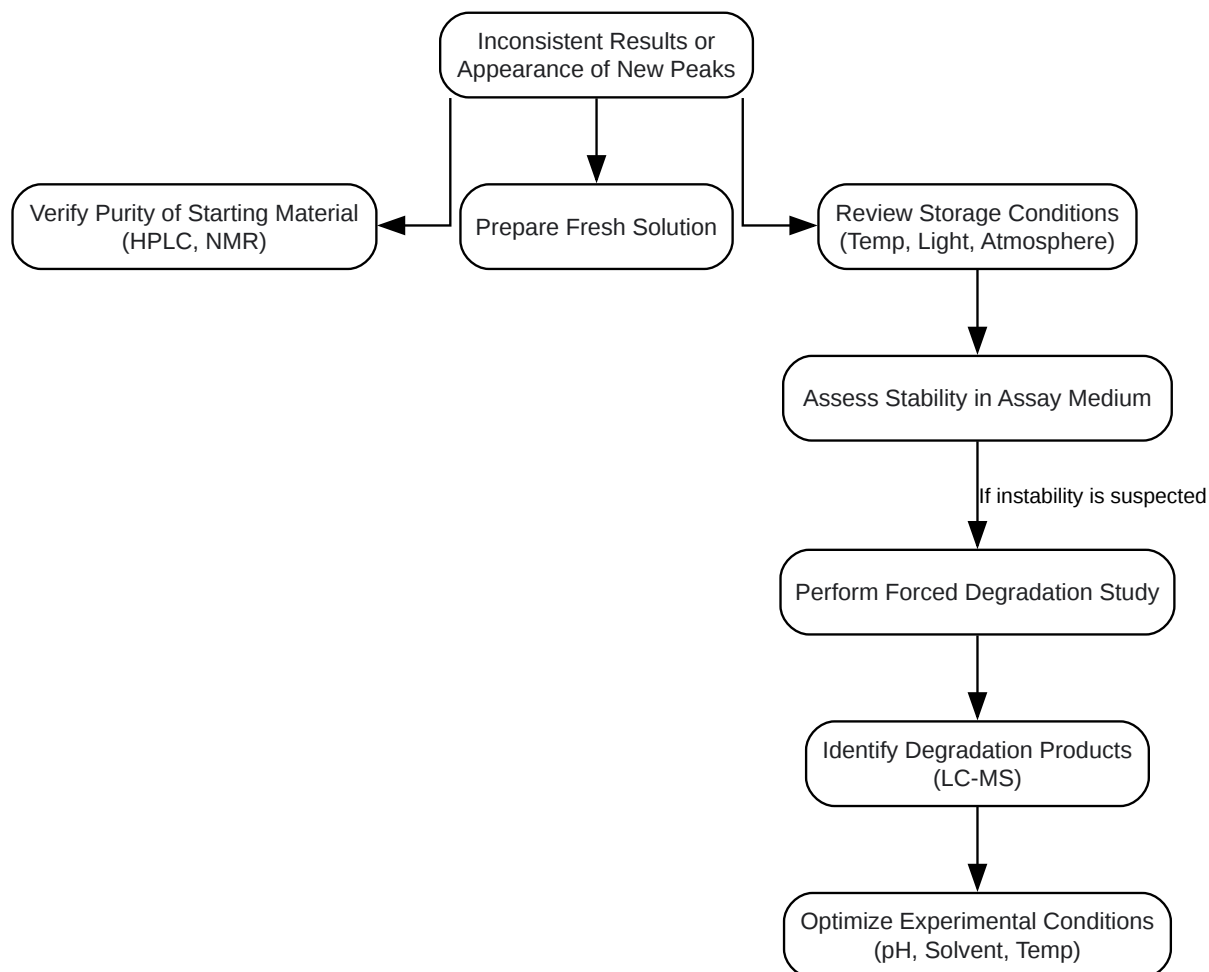 Inconsistent Results or
Appearance of New Peaks
Verify Purity of Starting Material
(HPLC, NMR)
Prepare Fresh Solution
Review Storage Conditions
(Temp, Light, Atmosphere)
Assess Stability in Assay Medium
If instability is suspected
Perform Forced Degradation Study
Identify Degradation Products
(LC-MS)
Optimize Experimental Conditions
(pH, Solvent, Temp)